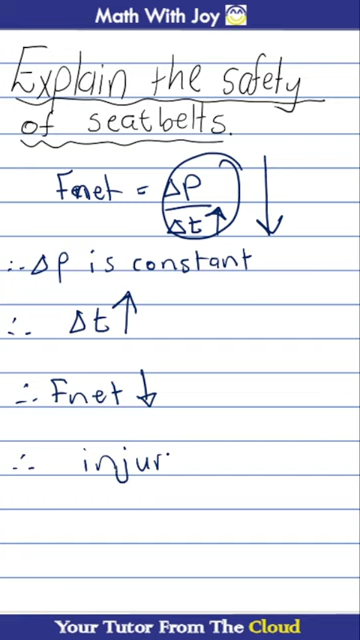 Math With Joy
Explain the safety
of seatbelts.
Fnet = ΔP / Δt ↑ ↓
∴ ΔP is constant
∴ Δt ↑
∴ Fnet ↓
∴ injur
Your Tutor From The Cloud